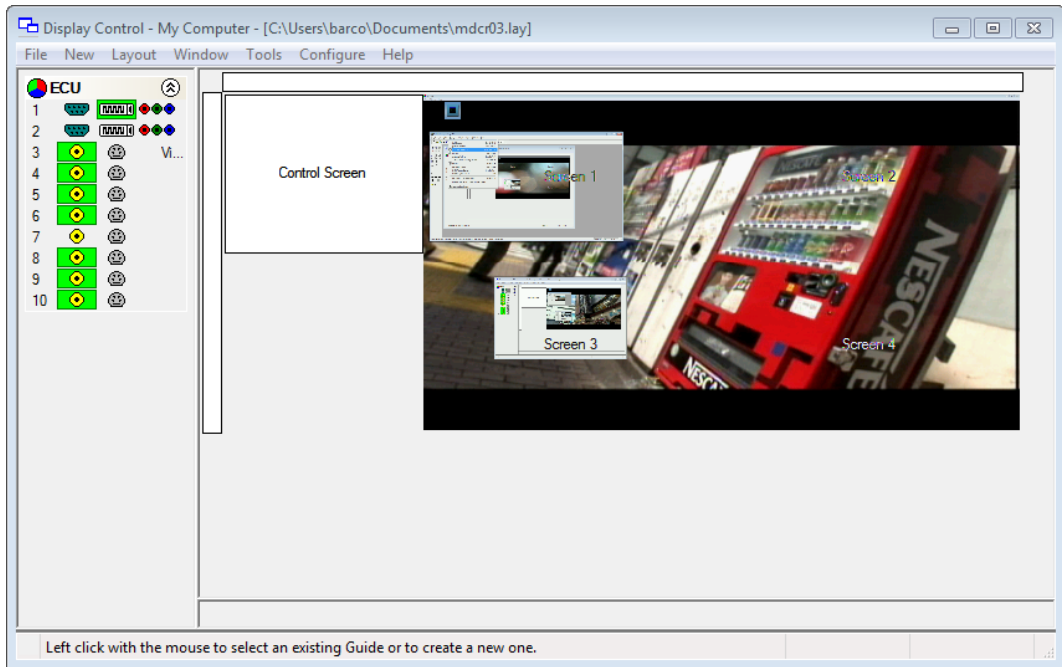 Display Control - My Computer - [C:\Users\barco\Documents\mdcr03.lay]
File New Layout Window Tools Configure Help
ECU
1
2
3 Vi...
4
5
6
7
8
9
10
Control Screen
Screen 1
Screen 2
Screen 3
Screen 4
NESCAFE
NESC
Left click with the mouse to select an existing Guide or to create a new one.